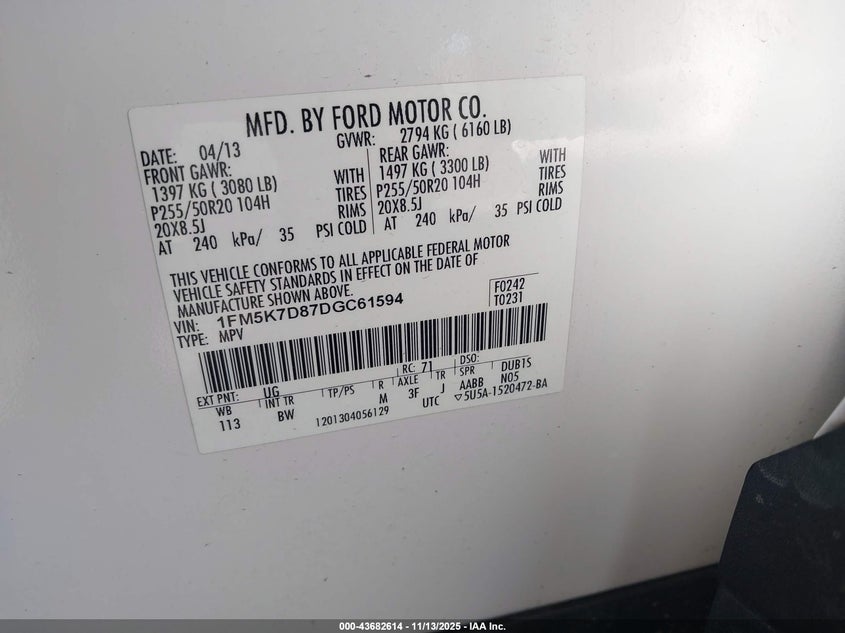 MFD. BY FORD MOTOR CO.
DATE: 04/13
GVWR: 2794 KG ( 6160 LB)
FRONT GAWR:
1397 KG ( 3080 LB) WITH
P255/50R20 104H TIRES
20X8.5J RIMS
AT 240 kPa/ 35 PSI COLD
REAR GAWR:
1497 KG ( 3300 LB) WITH
P255/50R20 104H TIRES
20X8.5J RIMS
AT 240 kPa/ 35 PSI COLD
THIS VEHICLE CONFORMS TO ALL APPLICABLE FEDERAL MOTOR
VEHICLE SAFETY STANDARDS IN EFFECT ON THE DATE OF
MANUFACTURE SHOWN ABOVE.
VIN: 1FM5K7D87DGC61594
TYPE: MPV
F0242
T0231
EXT PNT: UG RC: 71 DSO:
WB INT TR TP/PS R AXLE TR SPR DUB1S
113 BW M 3F J AABB N05
1201304056129 UTC ▽5U5A-1520472-BA
000-43682614 - 11/13/2025 - IAA Inc.